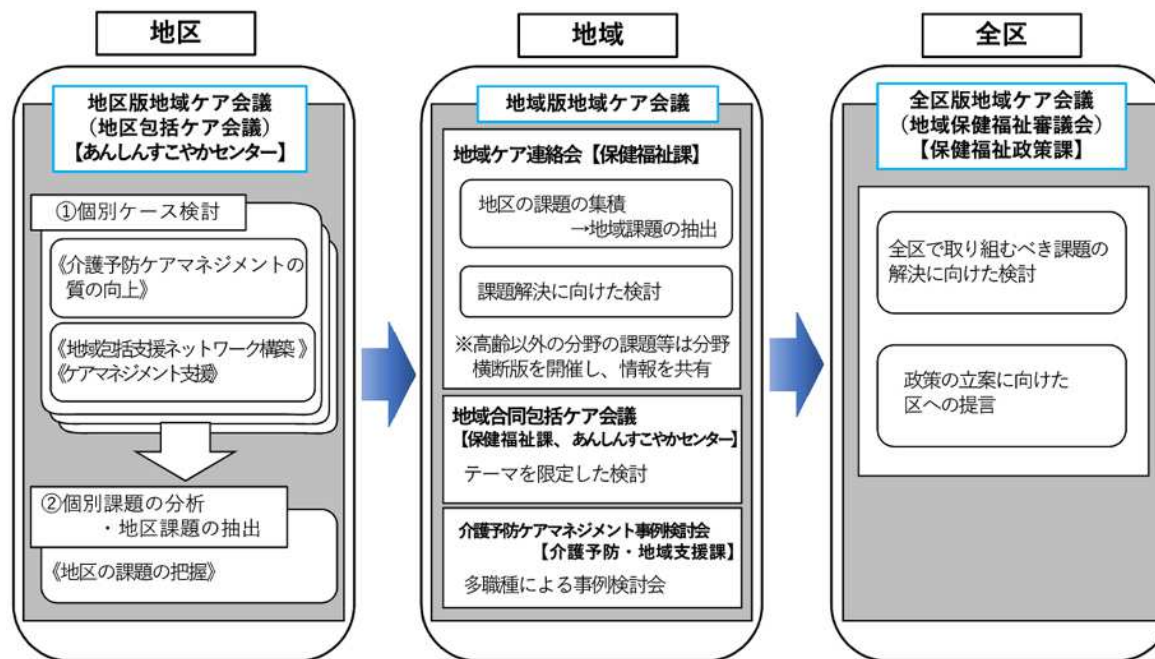 地区
地区版地域ケア会議
(地区包括ケア会議)
【あんしんすこやかセンター】
①個別ケース検討
《介護予防ケアマネジメントの
質の向上》
《地域包括支援ネットワーク構築》
《ケアマネジメント支援》
②個別課題の分析
・地区課題の抽出
《地区の課題の把握》
地域
地域版地域ケア会議
地域ケア連絡会【保健福祉課】
地区の課題の集積
→地域課題の抽出
課題解決に向けた検討
※高齢以外の分野の課題等は分野
横断版を開催し、情報を共有
地域合同包括ケア会議
【保健福祉課、あんしんすこやかセンター】
テーマを限定した検討
介護予防ケアマネジメント事例検討会
【介護予防・地域支援課】
多職種による事例検討会
全区
全区版地域ケア会議
(地域保健福祉審議会)
【保健福祉政策課】
全区で取り組むべき課題の
解決に向けた検討
政策の立案に向けた
区への提言